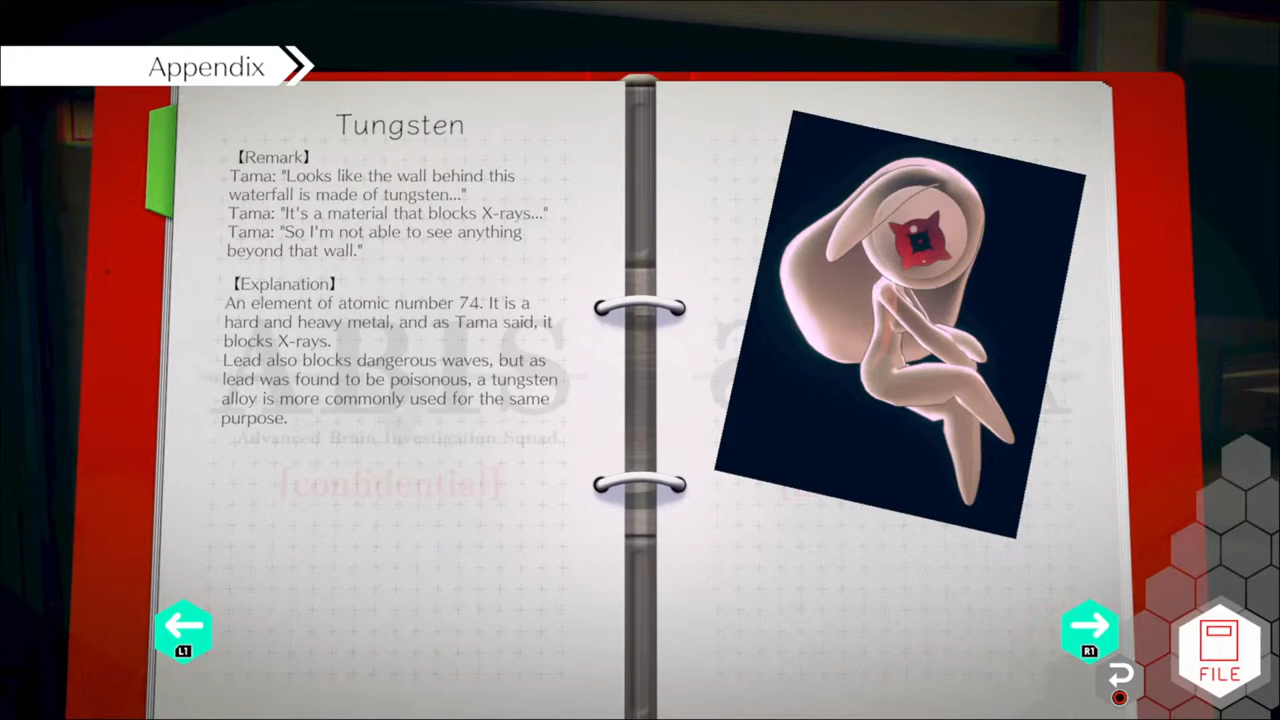 Appendix
Tungsten
【Remark】
Tama: "Looks like the wall behind this
waterfall is made of tungsten..."
Tama: "It's a material that blocks X-rays..."
Tama: "So I'm not able to see anything
beyond that wall."
【Explanation】
An element of atomic number 74. It is a
hard and heavy metal, and as Tama said, it
blocks X-rays.
Lead also blocks dangerous waves, but as
lead was found to be poisonous, a tungsten
alloy is more commonly used for the same
purpose.
ABIS
Advanced Brain Investigation Squad
[confidential]
L1
R1
FILE